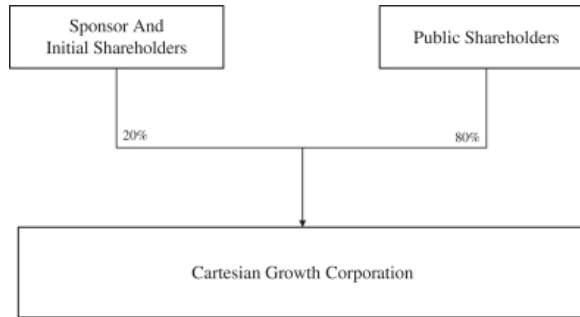 Sponsor And
Initial Shareholders
Public Shareholders
20%
80%
Cartesian Growth Corporation